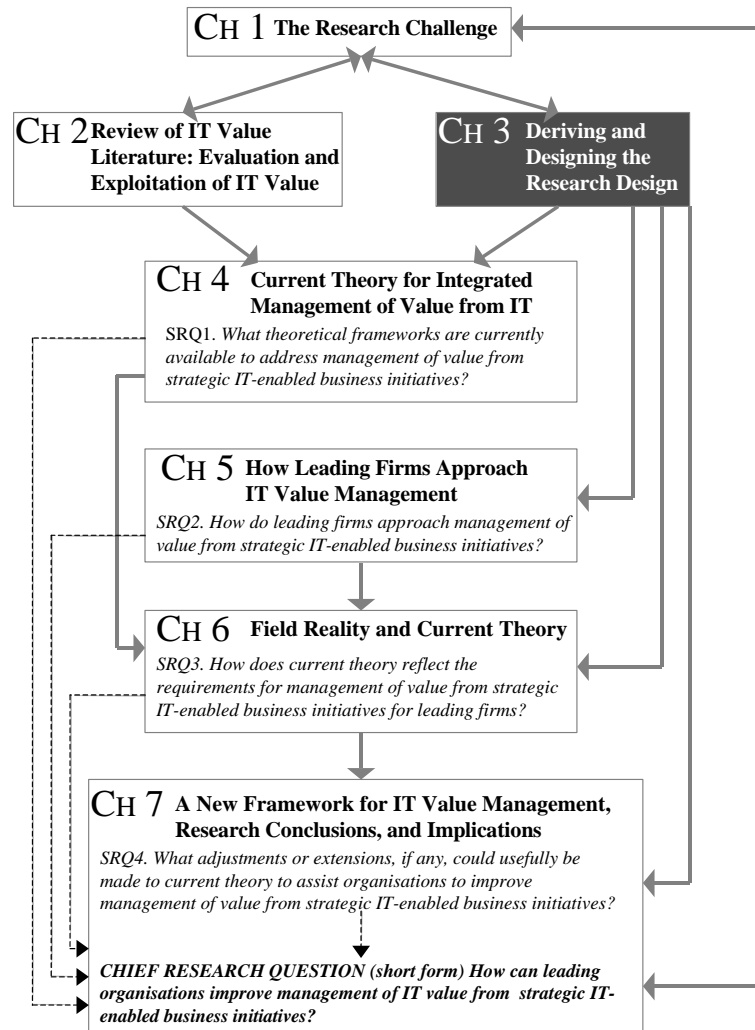 CH 1 The Research Challenge
CH 2 Review of IT Value
Literature: Evaluation and
Exploitation of IT Value
CH 3 Deriving and
Designing the
Research Design
CH 4 Current Theory for Integrated
Management of Value from IT
SRQ1. What theoretical frameworks are currently
available to address management of value from
strategic IT-enabled business initiatives?
CH 5 How Leading Firms Approach
IT Value Management
SRQ2. How do leading firms approach management of
value from strategic IT-enabled business initiatives?
CH 6 Field Reality and Current Theory
SRQ3. How does current theory reflect the
requirements for management of value from strategic
IT-enabled business initiatives for leading firms?
CH 7 A New Framework for IT Value Management,
Research Conclusions, and Implications
SRQ4. What adjustments or extensions, if any, could usefully be
made to current theory to assist organisations to improve
management of value from strategic IT-enabled business initiatives?
CHIEF RESEARCH QUESTION (short form) How can leading
organisations improve management of IT value from strategic IT-
enabled business initiatives?